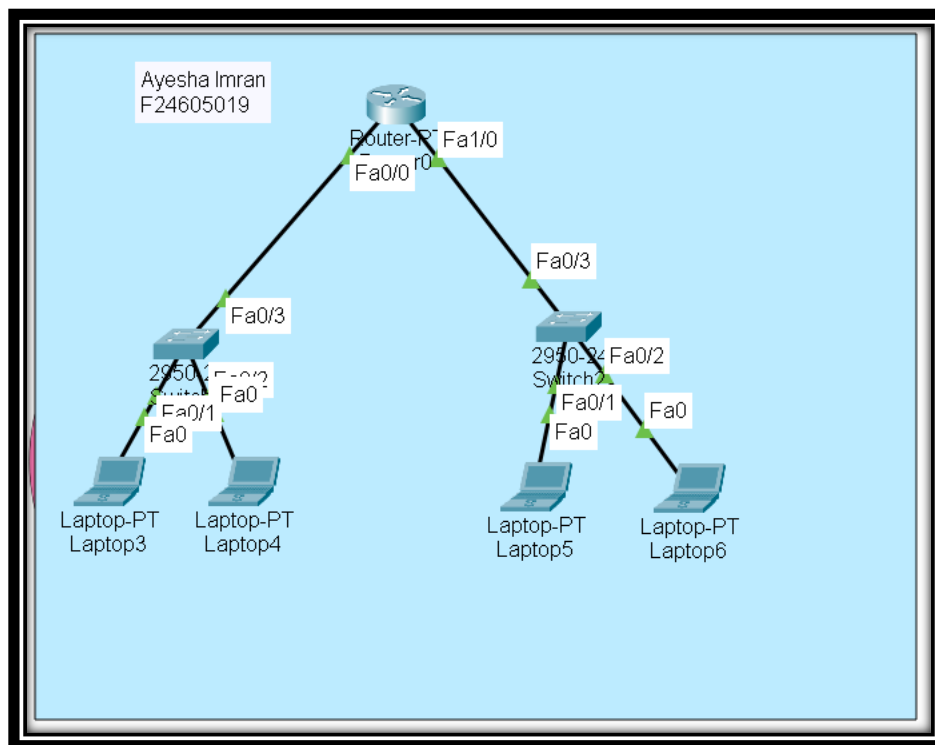 Ayesha Imran
F24605019
Fa1/0
Fa0/0
Fa0/3
Fa0/3
2950-24
Switch2
Fa0/2
Fa0
Fa0/1
Fa0
Fa0/1
Fa0
Fa0
Laptop-PT
Laptop3
Laptop-PT
Laptop4
Laptop-PT
Laptop5
Laptop-PT
Laptop6